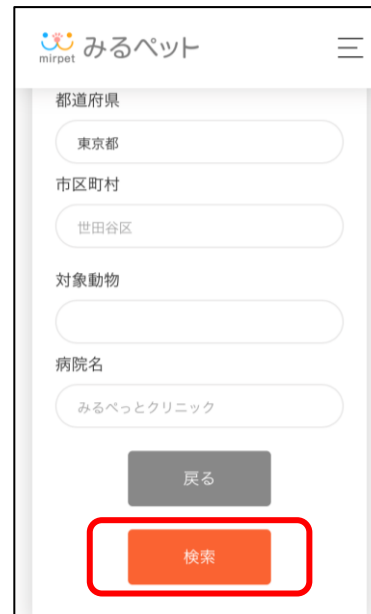 mirpet みるペット
都道府県
東京都
市区町村
世田谷区
対象動物
病院名
みるぺっとクリニック
戻る
検索